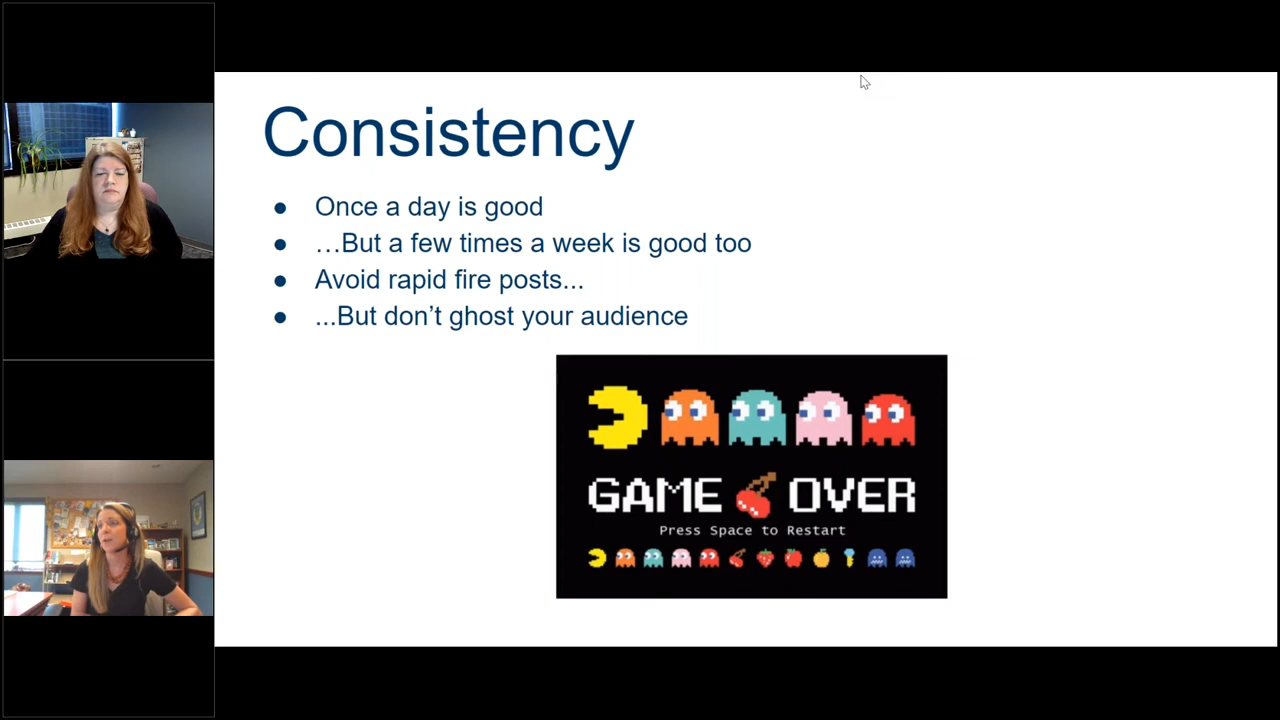 Consistency
● Once a day is good
● …But a few times a week is good too
● Avoid rapid fire posts...
● ...But don’t ghost your audience
GAME OVER
Press Space to Restart